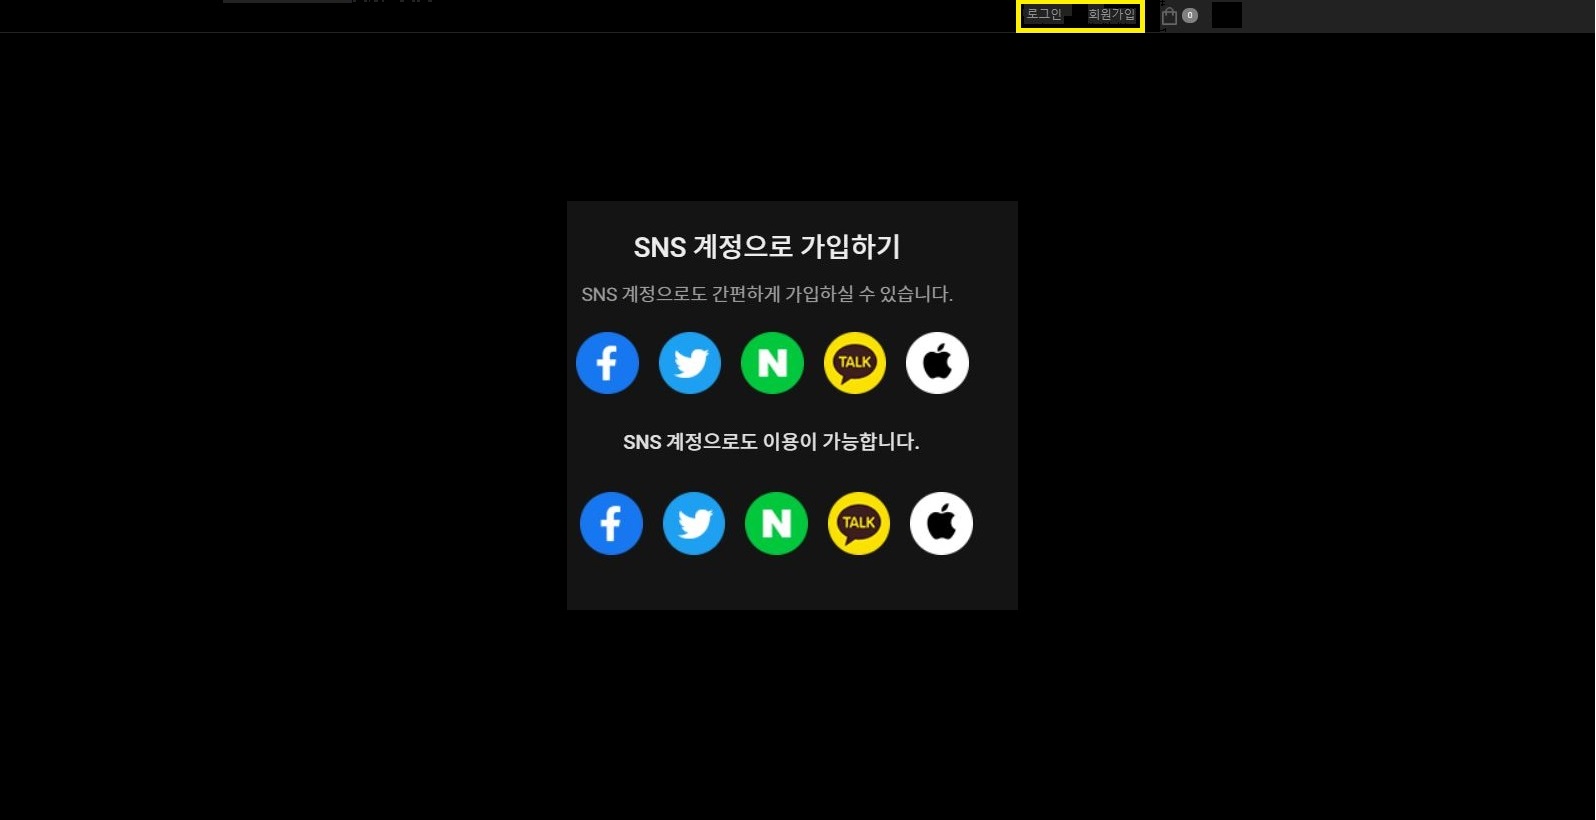 로그인 회원가입 0
SNS 계정으로 가입하기
SNS 계정으로도 간편하게 가입하실 수 있습니다.
f N TALK
SNS 계정으로도 이용이 가능합니다.
f N TALK